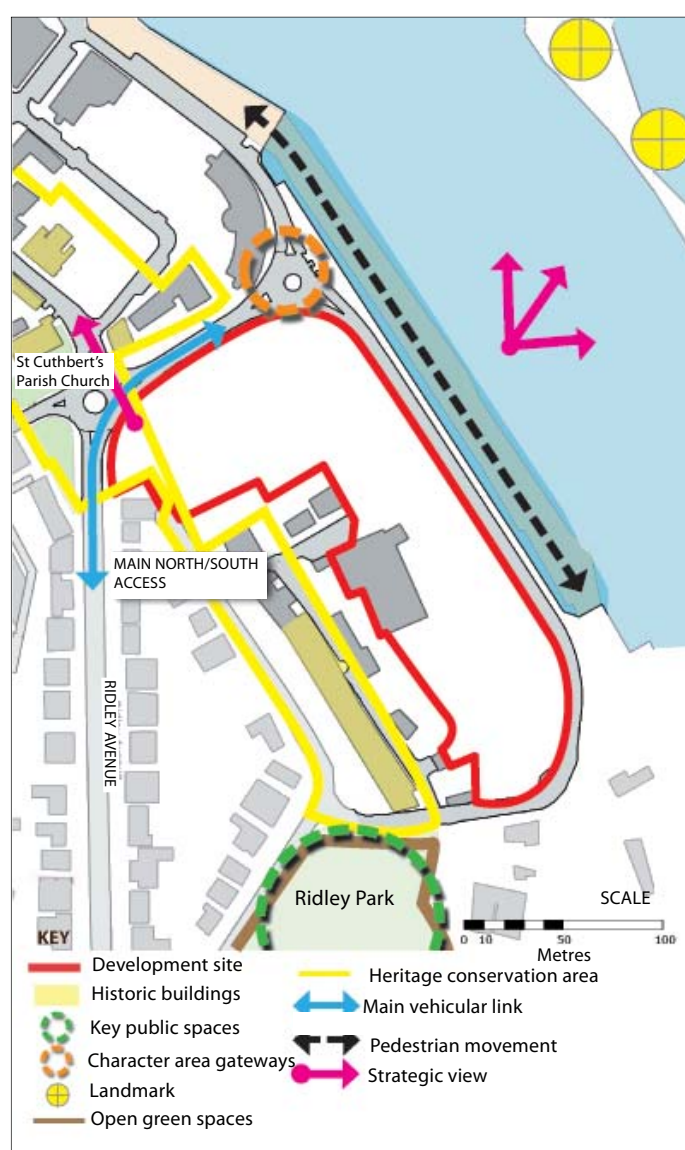 St Cuthbert's
Parish Church
MAIN NORTH/SOUTH
ACCESS
RIDLEY AVENUE
Ridley Park
SCALE
0 10 50 100
Metres
KEY
Development site
Historic buildings
Key public spaces
Character area gateways
Landmark
Open green spaces
Heritage conservation area
Main vehicular link
Pedestrian movement
Strategic view